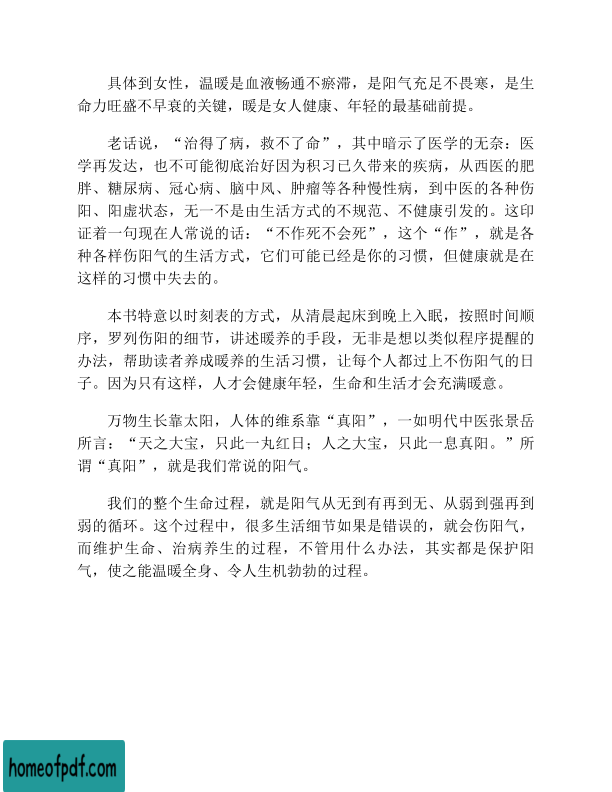 具体到女性，温暖是血液畅通不瘀滞，是阳气充足不畏寒，是生
命力旺盛不早衰的关键，暖是女人健康、年轻的最基础前提。
老话说，“治得了病，救不了命”，其中暗示了医学的无奈：医
学再发达，也不可能彻底治好因为积习已久带来的疾病，从西医的肥
胖、糖尿病、冠心病、脑中风、肿瘤等各种慢性病，到中医的各种伤
阳、阳虚状态，无一不是由生活方式的不规范、不健康引发的。这印
证着一句现在人常说的话：“不作死不会死”，这个“作”，就是各
种各样伤阳气的生活方式，它们可能已经是你的习惯，但健康就是在
这样的习惯中失去的。
本书特意以时刻表的方式，从清晨起床到晚上入眠，按照时间顺
序，罗列伤阳的细节，讲述暖养的手段，无非是想以类似程序提醒的
办法，帮助读者养成暖养的生活习惯，让每个人都过上不伤阳气的日
子。因为只有这样，人才会健康年轻，生命和生活才会充满暖意。
万物生长靠太阳，人体的维系靠“真阳”，一如明代中医张景岳
所言：“天之大宝，只此一丸红日；人之大宝，只此一息真阳。”所
谓“真阳”，就是我们常说的阳气。
我们的整个生命过程，就是阳气从无到有再到无、从弱到强再到
弱的循环。这个过程中，很多生活细节如果是错误的，就会伤阳气，
而维护生命、治病养生的过程，不管用什么办法，其实都是保护阳
气，使之能温暖全身、令人生机勃勃的过程。
homeofpdf.com